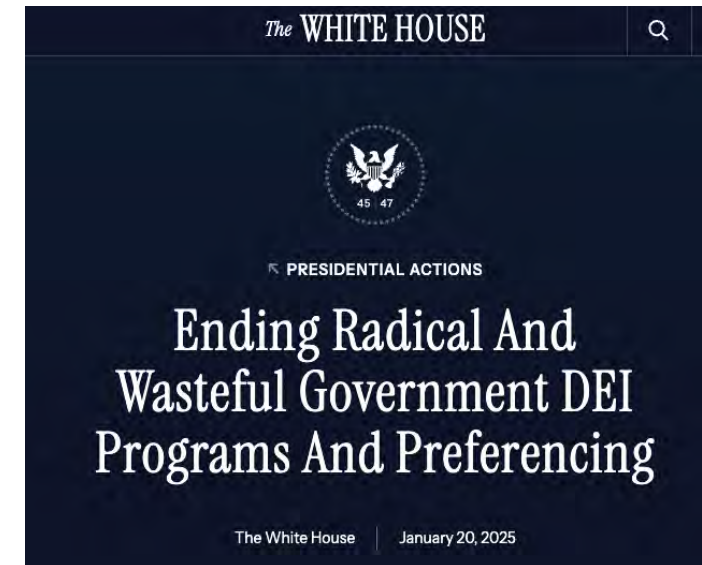 The WHITE HOUSE
45 47
PRESIDENTIAL ACTIONS
Ending Radical And
Wasteful Government DEI
Programs And Preferencing
The White House | January 20, 2025